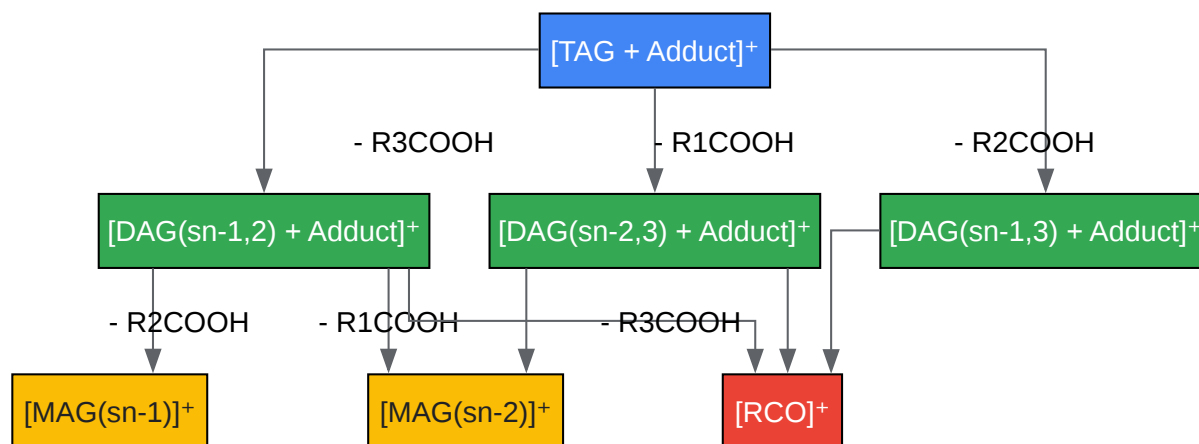 [TAG + Adduct]⁺
- R3COOH
- R1COOH
- R2COOH
[DAG(sn-1,2) + Adduct]⁺
[DAG(sn-2,3) + Adduct]⁺
[DAG(sn-1,3) + Adduct]⁺
- R2COOH
- R1COOH
- R3COOH
[MAG(sn-1)]⁺
[MAG(sn-2)]⁺
[RCO]⁺